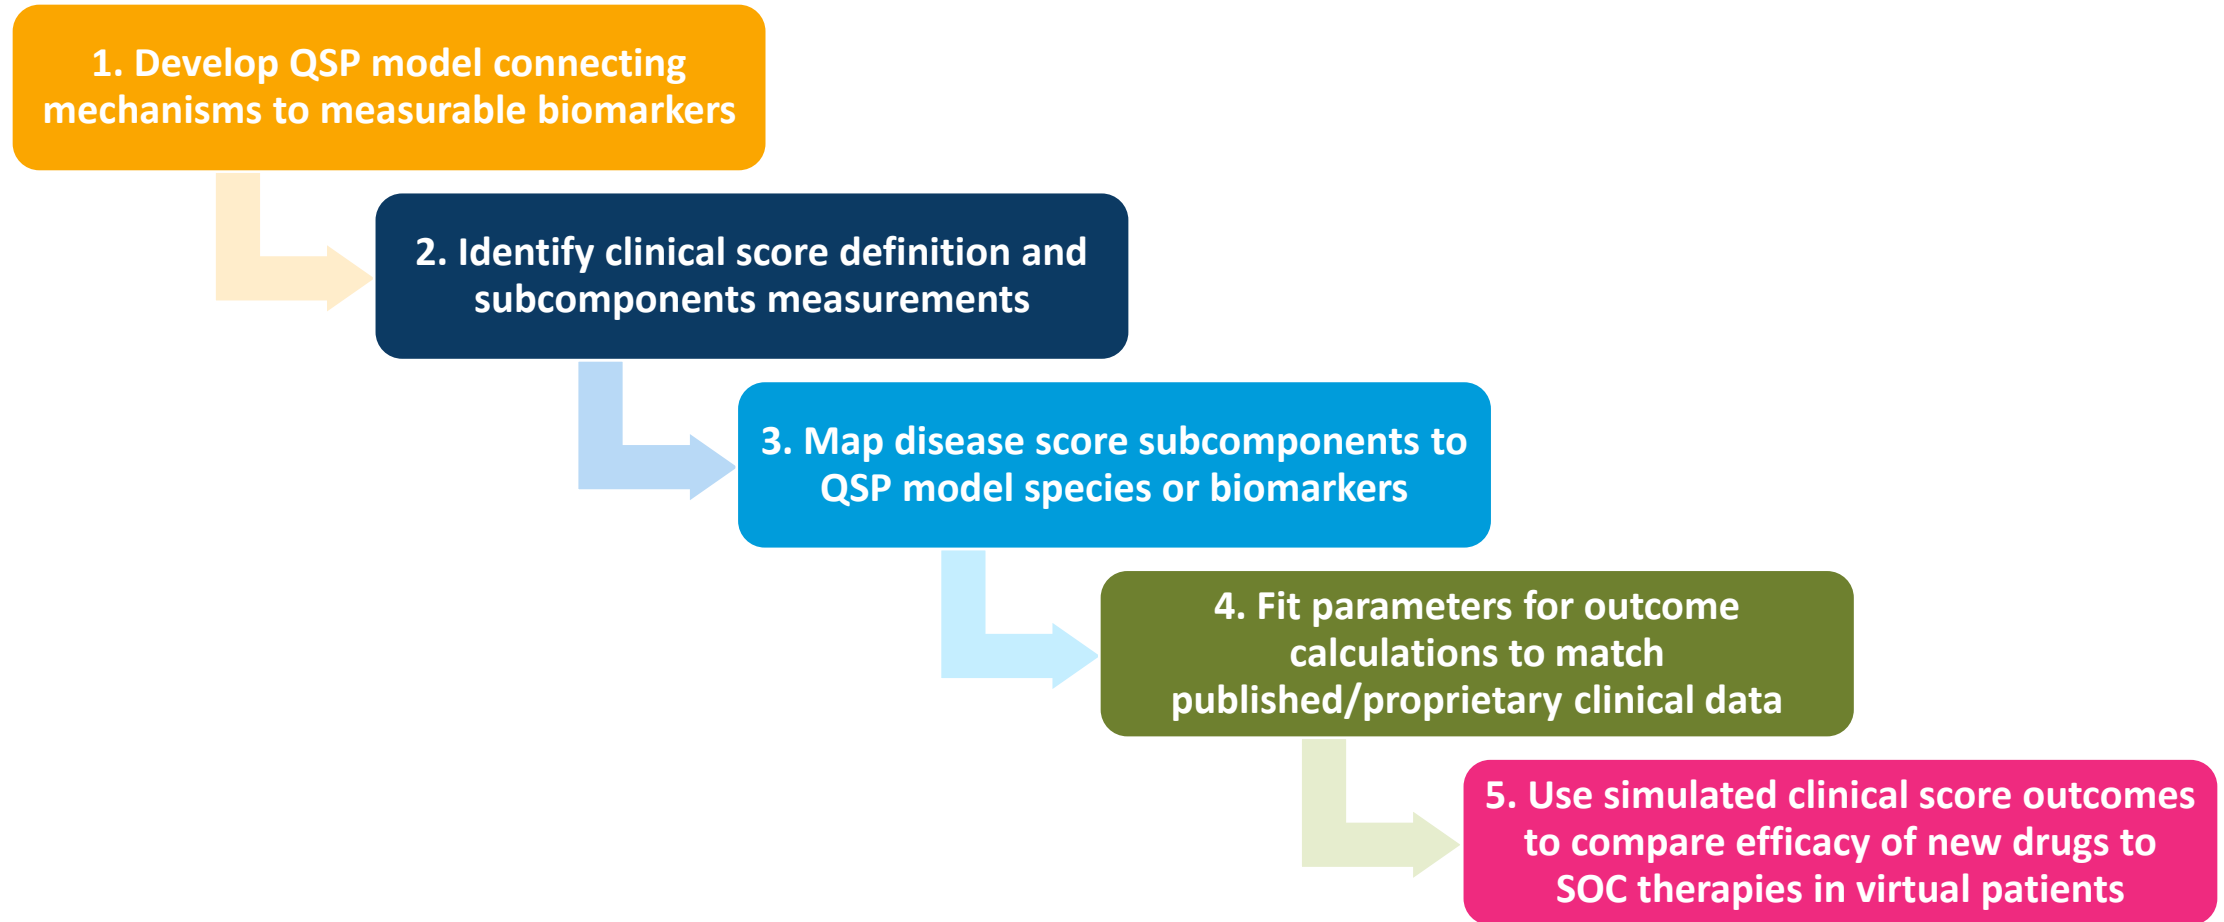 1. Develop QSP model connecting
mechanisms to measurable biomarkers
2. Identify clinical score definition and
subcomponents measurements
3. Map disease score subcomponents to
QSP model species or biomarkers
4. Fit parameters for outcome
calculations to match
published/proprietary clinical data
5. Use simulated clinical score outcomes
to compare efficacy of new drugs to
SOC therapies in virtual patients